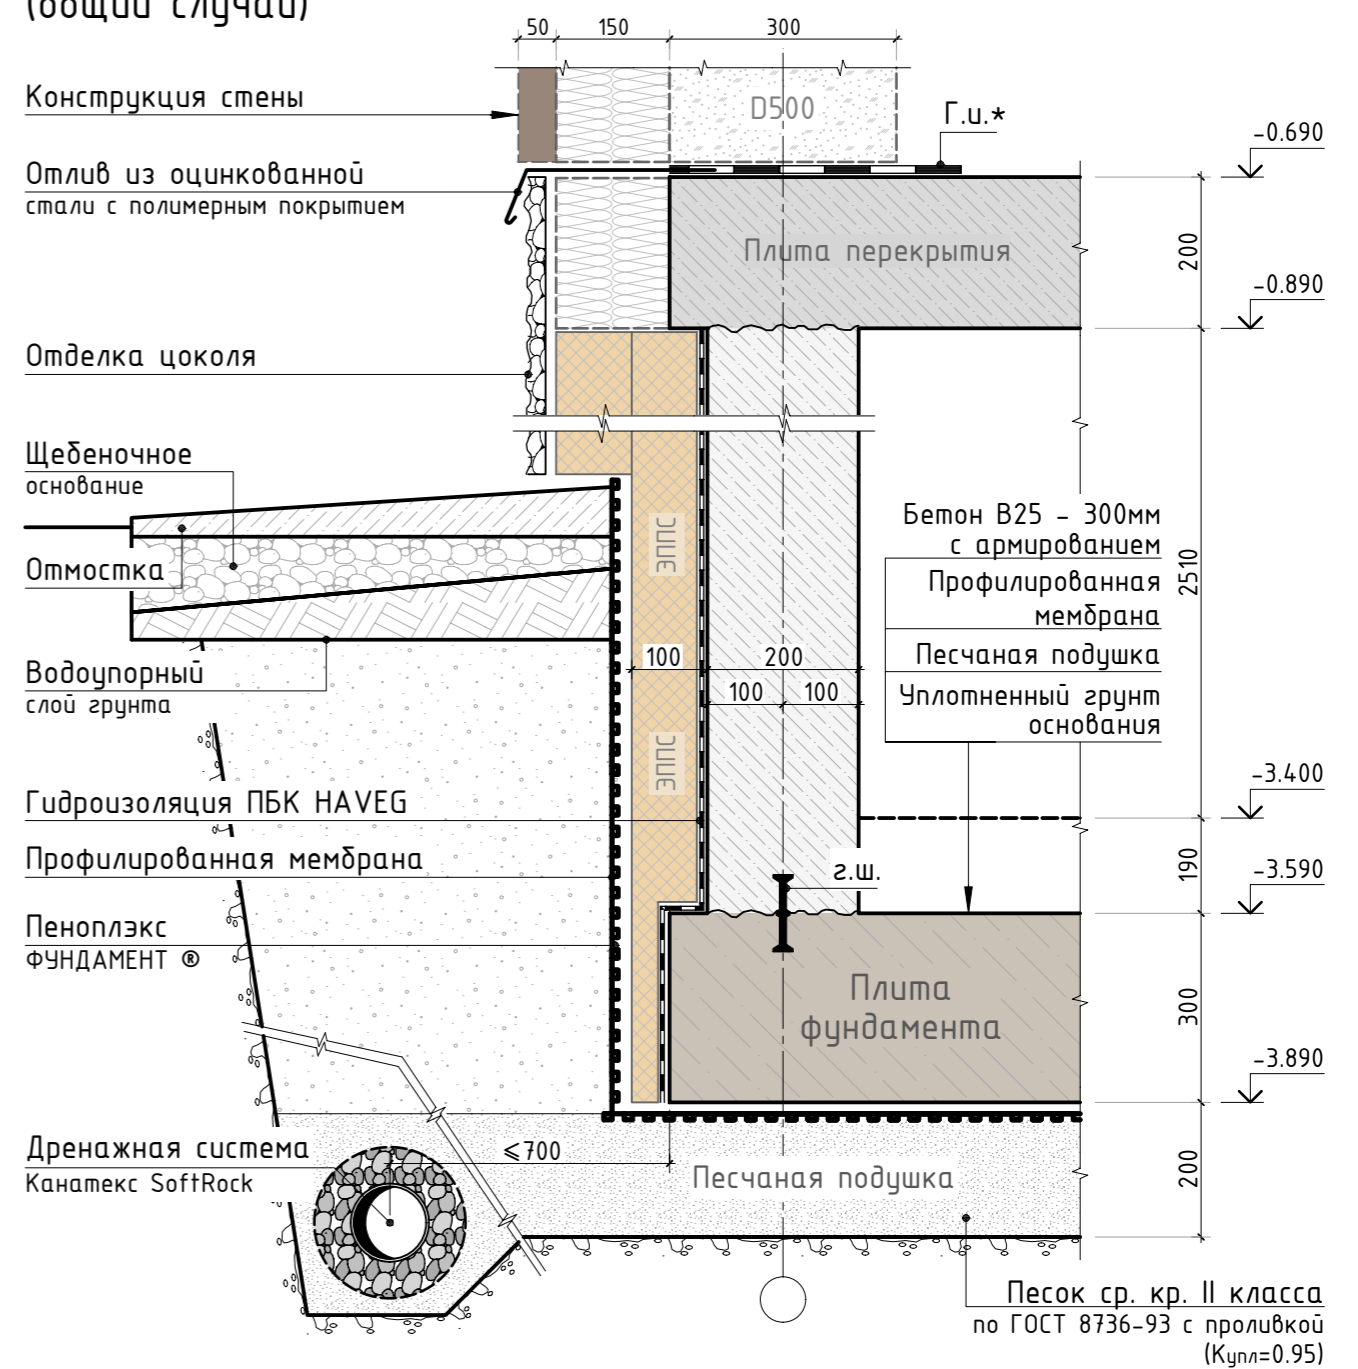 (общий случай)
50
150
300
Конструкция стены
D500
Г.и.*
-0.690
Отлив из оцинкованной
стали с полимерным покрытием
Плита перекрытия
200
-0.890
Отделка цоколя
Щебеночное
основание
ЭППС
Бетон В25 - 300мм
с армированием
Профилированная
мембрана
Песчаная подушка
Уплотненный грунт
основания
2510
Отмостка
Водоупорный
слой грунта
100
200
100
100
ЭППС
-3.400
Гидроизоляция ПБК HAVEG
Профилированная мембрана
г.ш.
190
-3.590
Пеноплэкс
ФУНДАМЕНТ ®
Плита
фундамента
300
-3.890
Дренажная система
Канатекс SoftRock
≤700
Песчаная подушка
200
Песок ср. кр. II класса
по ГОСТ 8736-93 с проливкой
(Купл=0.95)